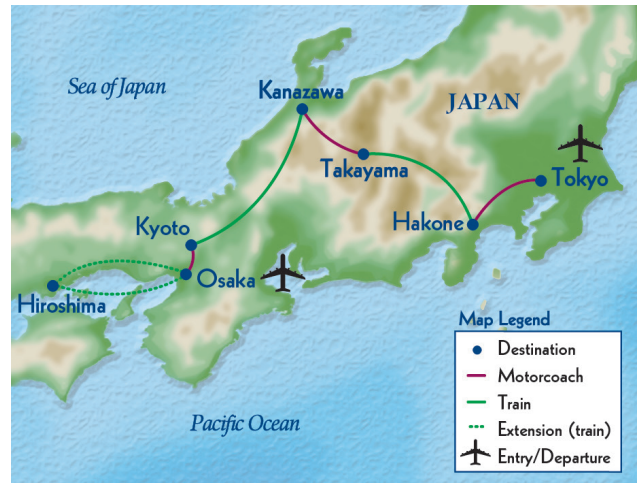 Sea of Japan
Kanazawa
JAPAN
Takayama
Tokyo
Kyoto
Hakone
Osaka
Hiroshima
Map Legend
Destination
Motorcoach
Train
Extension (train)
Entry/Departure
Pacific Ocean